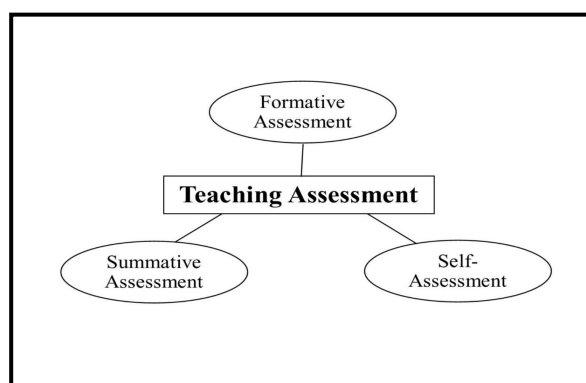 Formative
Assessment
Teaching Assessment
Summative
Assessment
Self-
Assessment